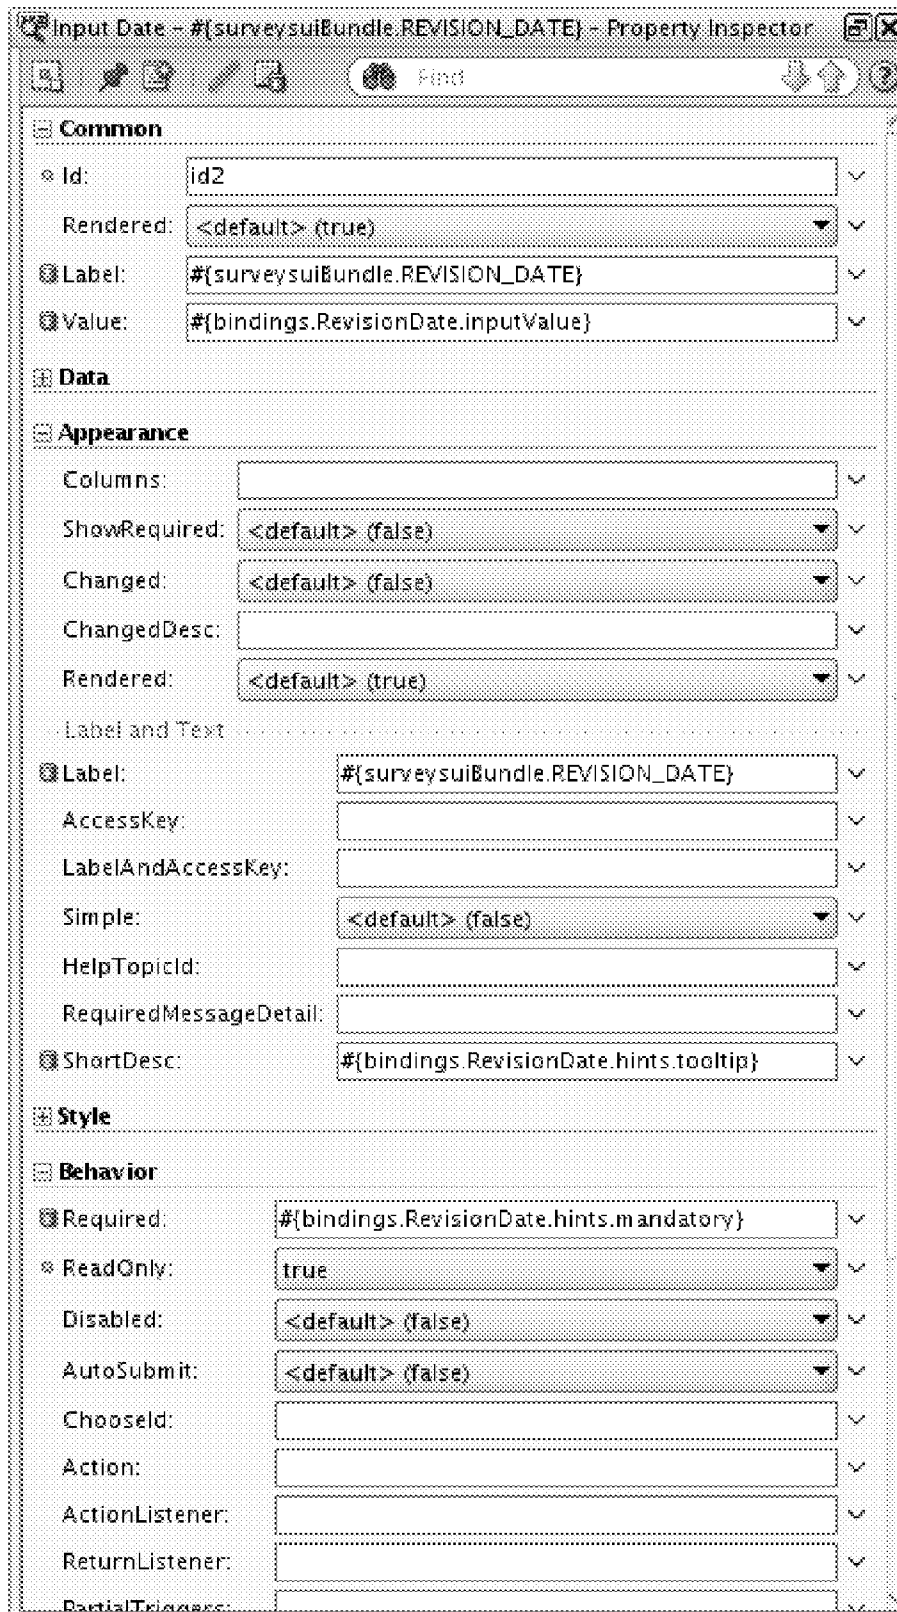 Input Date - #{surveysuiBundle.REVISION_DATE} - Property Inspector
Find
Common
Id: id2
Rendered: <default> (true)
Label: #{surveysuiBundle.REVISION_DATE}
Value: #{bindings.RevisionDate.inputValue}
Data
Appearance
Columns:
ShowRequired: <default> (false)
Changed: <default> (false)
ChangedDesc:
Rendered: <default> (true)
Label and Text
Label: #{surveysuiBundle.REVISION_DATE}
AccessKey:
LabelAndAccessKey:
Simple: <default> (false)
HelpTopicId:
RequiredMessageDetail:
ShortDesc: #{bindings.RevisionDate.hints.tooltip}
Style
Behavior
Required: #{bindings.RevisionDate.hints.mandatory}
ReadOnly: true
Disabled: <default> (false)
AutoSubmit: <default> (false)
ChooseId:
Action:
ActionListener:
ReturnListener:
PartialTriggers: